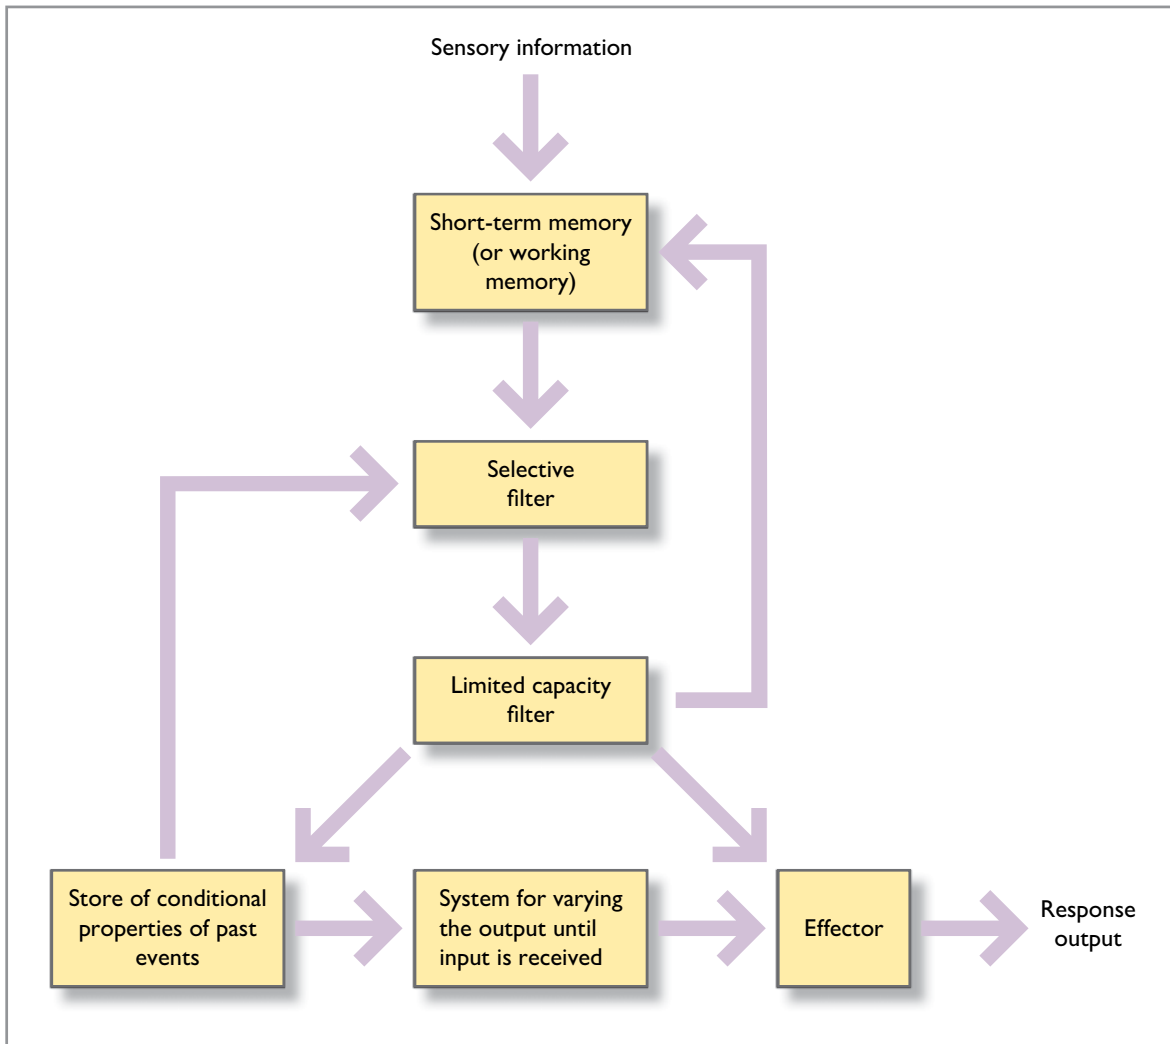 Sensory information
Short-term memory
(or working
memory)
Selective
filter
Limited capacity
filter
Store of conditional
properties of past
events
System for varying
the output until
input is received
Effector
Response
output